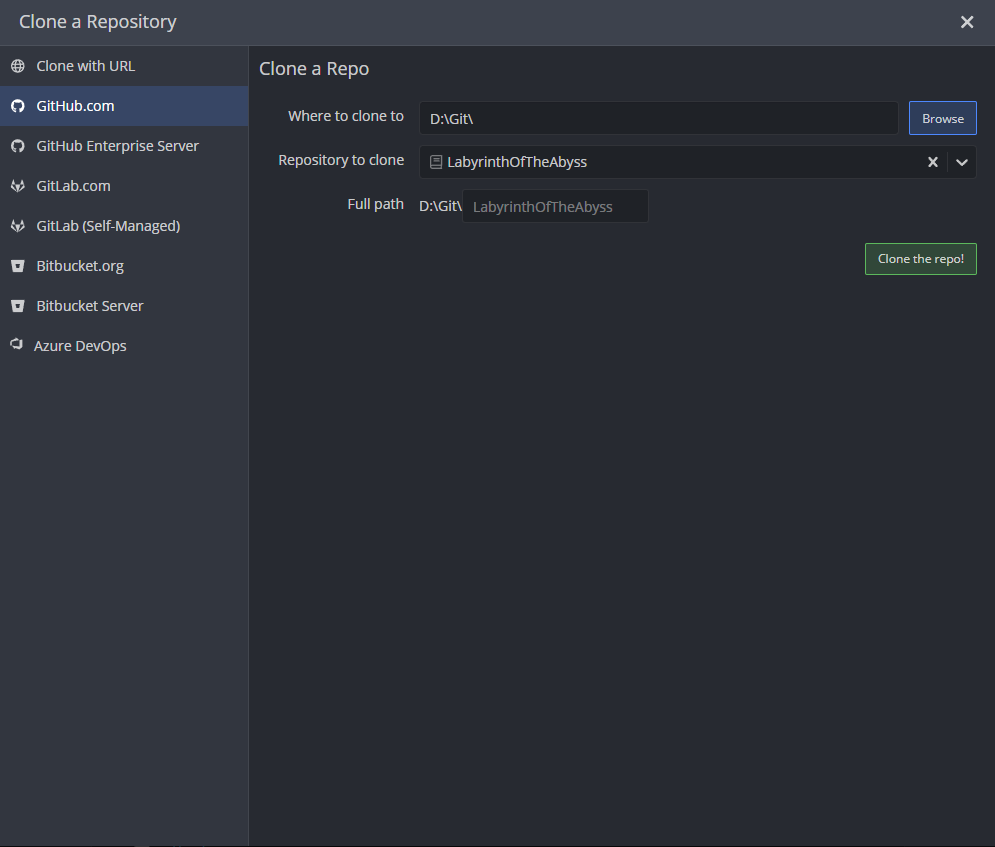 Clone a Repository
Clone with URL
GitHub.com
GitHub Enterprise Server
GitLab.com
GitLab (Self-Managed)
Bitbucket.org
Bitbucket Server
Azure DevOps
Clone a Repo
Where to clone to D:\Git\ Browse
Repository to clone LabyrinthOfTheAbyss
Full path D:\Git\ LabyrinthOfTheAbyss
Clone the repo!